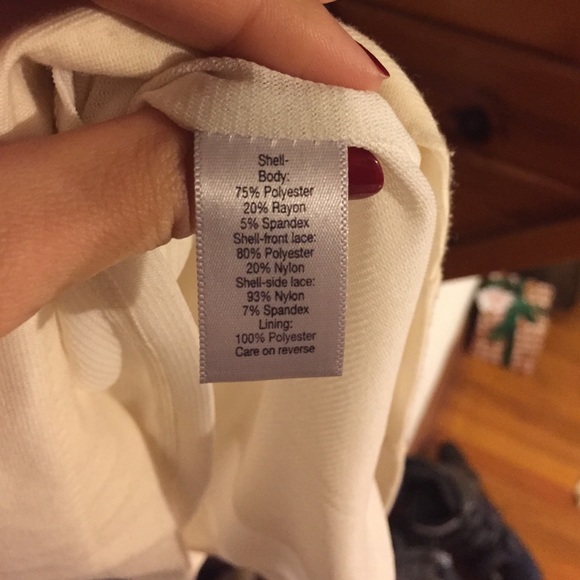 Shell-
Body:
75% Polyester
20% Rayon
5% Spandex
Shell-front lace:
80% Polyester
20% Nylon
Shell-side lace:
93% Nylon
7% Spandex
Lining:
100% Polyester
Care on reverse